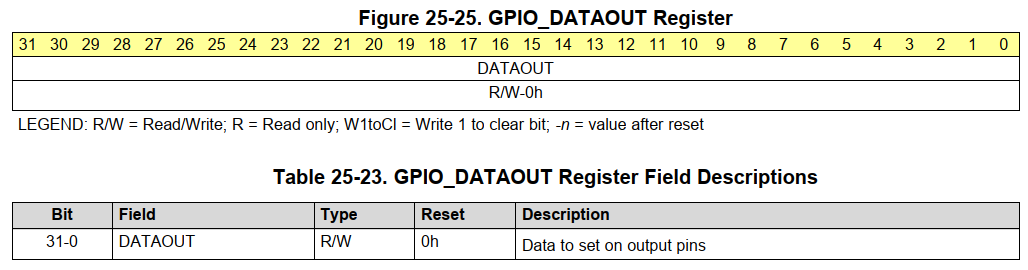 Figure 25-25. GPIO_DATAOUT Register
31 30 29 28 27 26 25 24 23 22 21 20 19 18 17 16 15 14 13 12 11 10 9 8 7 6 5 4 3 2 1 0
DATAOUT
R/W-0h
LEGEND: R/W = Read/Write; R = Read only; W1toCl = Write 1 to clear bit; -n = value after reset
Table 25-23. GPIO_DATAOUT Register Field Descriptions
Bit Field Type Reset Description
31-0 DATAOUT R/W 0h Data to set on output pins